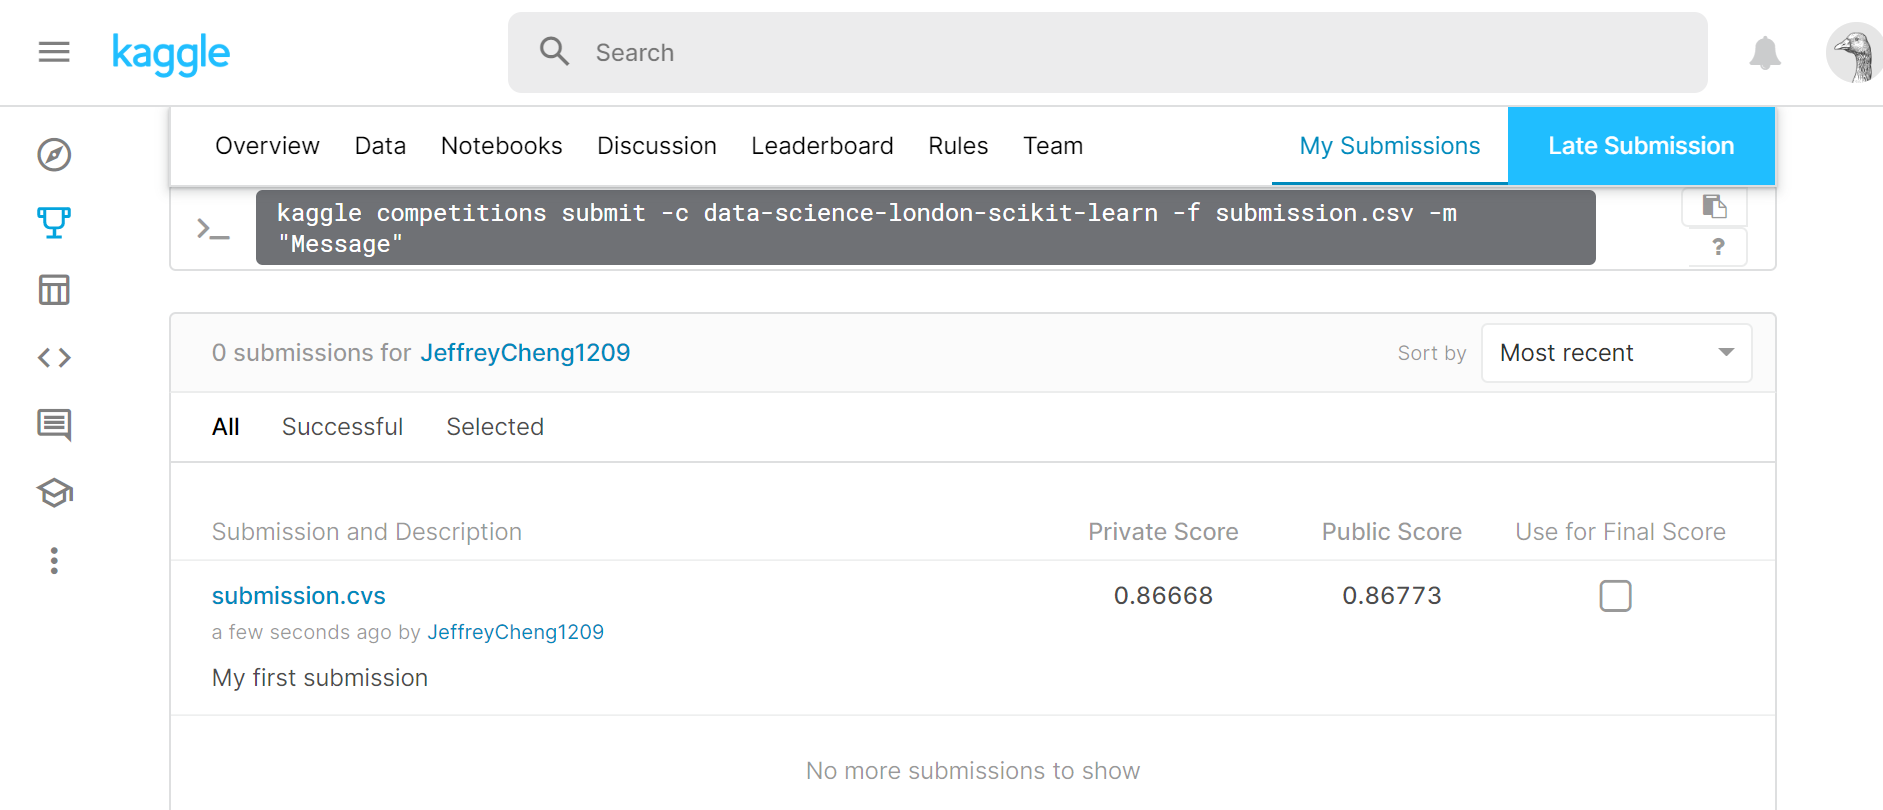 kaggle
Search
Overview Data Notebooks Discussion Leaderboard Rules Team My Submissions Late Submission
>_ kaggle competitions submit -c data-science-london-scikit-learn -f submission.csv -m
"Message"
?
0 submissions for JeffreyCheng1209 Sort by Most recent
All Successful Selected
Submission and Description Private Score Public Score Use for Final Score
submission.cvs 0.86668 0.86773
a few seconds ago by JeffreyCheng1209
My first submission
No more submissions to show